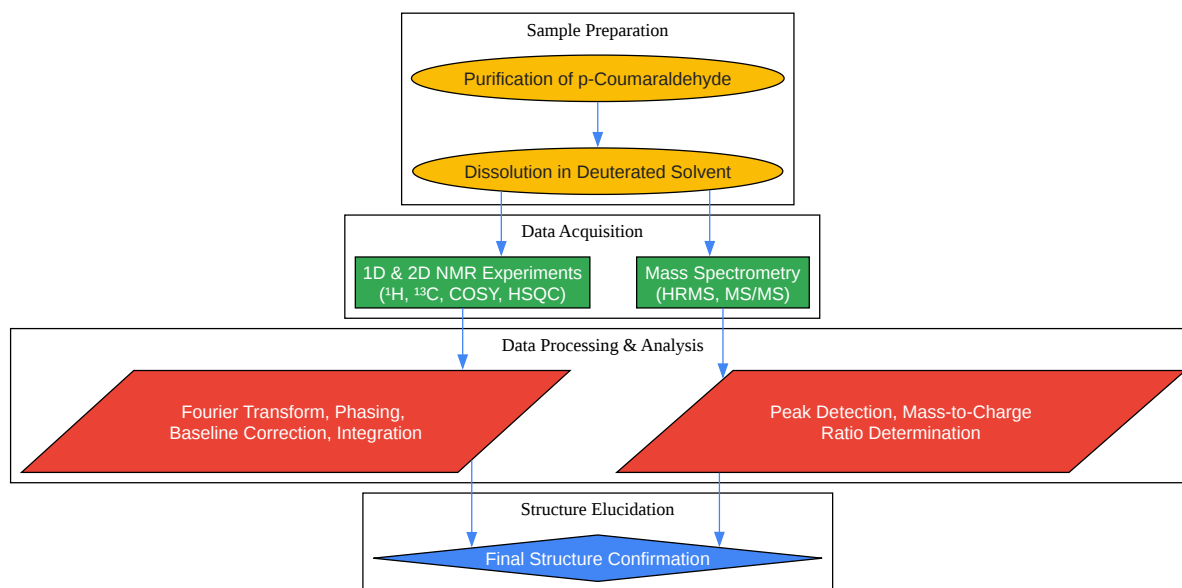 Sample Preparation
Purification of p-Coumaraldehyde
Dissolution in Deuterated Solvent
Data Acquisition
1D & 2D NMR Experiments
(¹H, ¹³C, COSY, HSQC)
Mass Spectrometry
(HRMS, MS/MS)
Data Processing & Analysis
Fourier Transform, Phasing,
Baseline Correction, Integration
Peak Detection, Mass-to-Charge
Ratio Determination
Structure Elucidation
Final Structure Confirmation